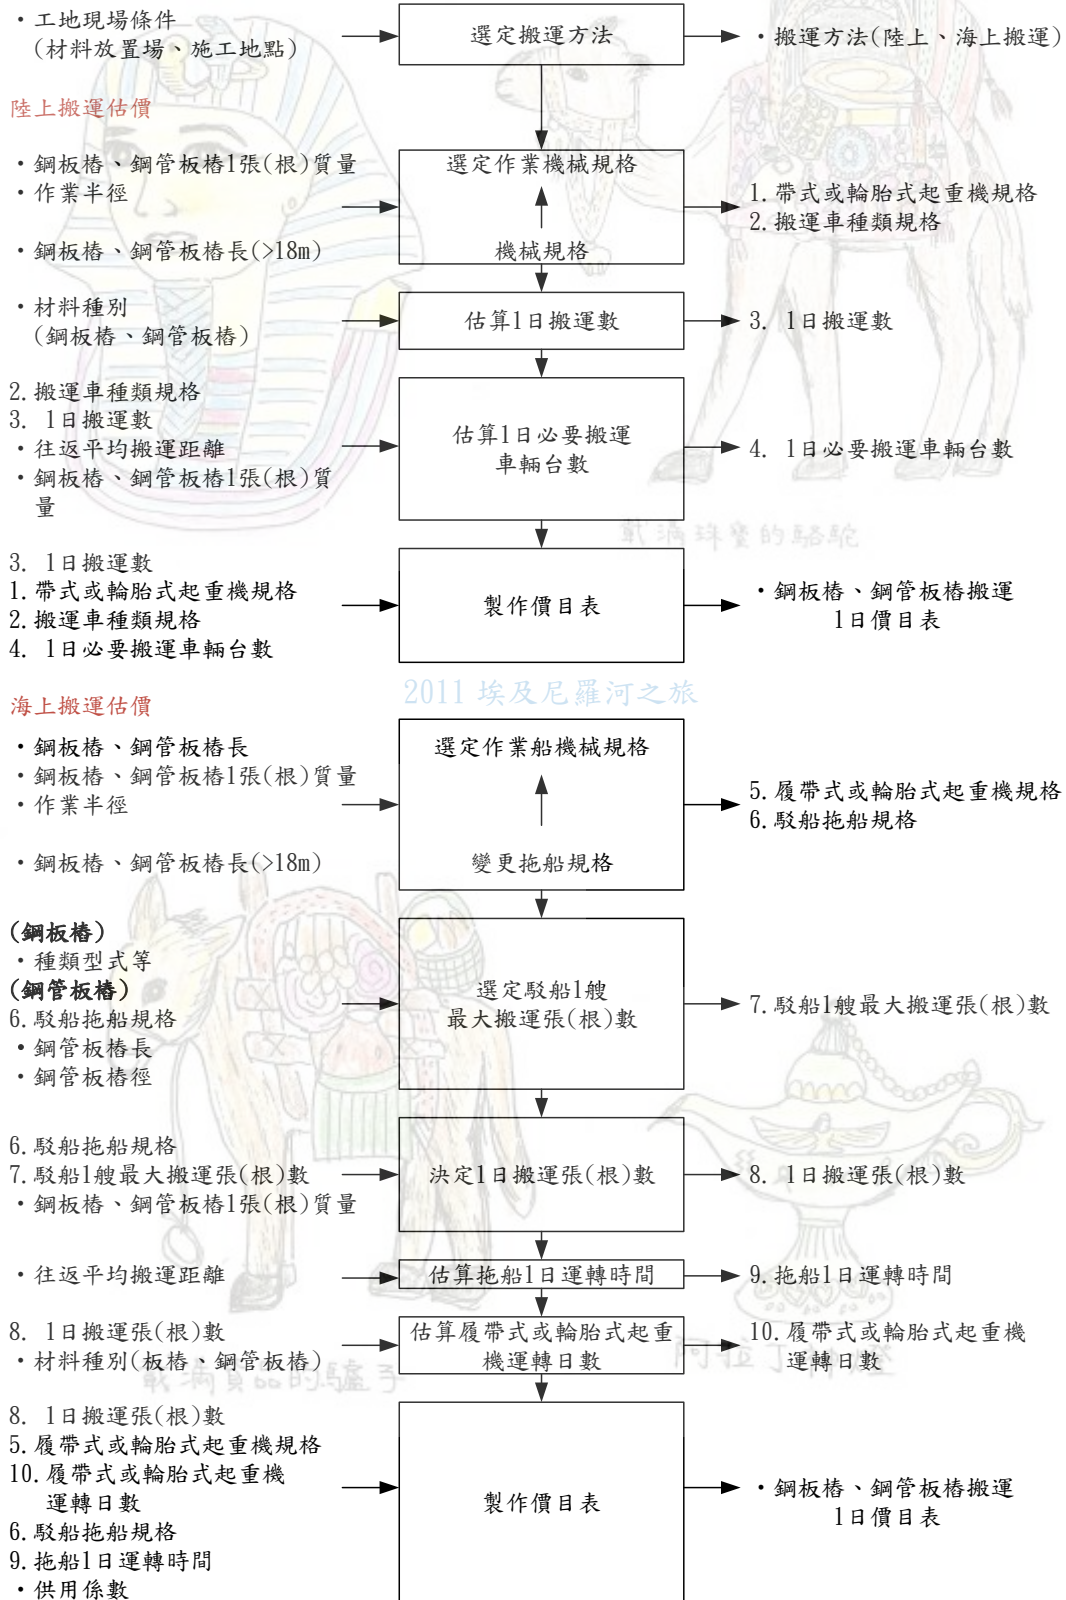 ・工地現場條件
(材料放置場、施工地點)
選定搬運方法
・搬運方法(陸上、海上搬運)
陸上搬運估價
・鋼板樁、鋼管板樁1張(根)質量
・作業半徑
・鋼板樁、鋼管板樁長(>18m)
選定作業機械規格
機械規格
1.帶式或輪胎式起重機規格
2.搬運車種類規格
・材料種別
(鋼板樁、鋼管板樁)
估算1日搬運數
3. 1日搬運數
2.搬運車種類規格
3. 1日搬運數
・往返平均搬運距離
・鋼板樁、鋼管板樁1張(根)質
量
估算1日必要搬運
車輛台數
4. 1日必要搬運車輛台數
載滿珠寶的駱駝
3. 1日搬運數
1.帶式或輪胎式起重機規格
2.搬運車種類規格
4. 1日必要搬運車輛台數
製作價目表
・鋼板樁、鋼管板樁搬運
1日價目表
2011 埃及尼羅河之旅
海上搬運估價
・鋼板樁、鋼管板樁長
・鋼板樁、鋼管板樁1張(根)質量
・作業半徑
・鋼板樁、鋼管板樁長(>18m)
選定作業船機械規格
變更拖船規格
5.履帶式或輪胎式起重機規格
6.駁船拖船規格
(鋼板樁)
・種類型式等
(鋼管板樁)
6.駁船拖船規格
・鋼管板樁長
・鋼管板樁徑
選定駁船1艘
最大搬運張(根)數
7.駁船1艘最大搬運張(根)數
6.駁船拖船規格
7.駁船1艘最大搬運張(根)數
・鋼板樁、鋼管板樁1張(根)質量
決定1日搬運張(根)數
8. 1日搬運張(根)數
・往返平均搬運距離
估算拖船1日運轉時間
9.拖船1日運轉時間
8. 1日搬運張(根)數
・材料種別(板樁、鋼管板樁)
估算履帶式或輪胎式起重
機運轉日數
10.履帶式或輪胎式起重機
運轉日數
載滿貨品的驢子
阿拉丁神燈
8. 1日搬運張(根)數
5.履帶式或輪胎式起重機規格
10.履帶式或輪胎式起重機
運轉日數
6.駁船拖船規格
9.拖船1日運轉時間
・供用係數
製作價目表
・鋼板樁、鋼管板樁搬運
1日價目表